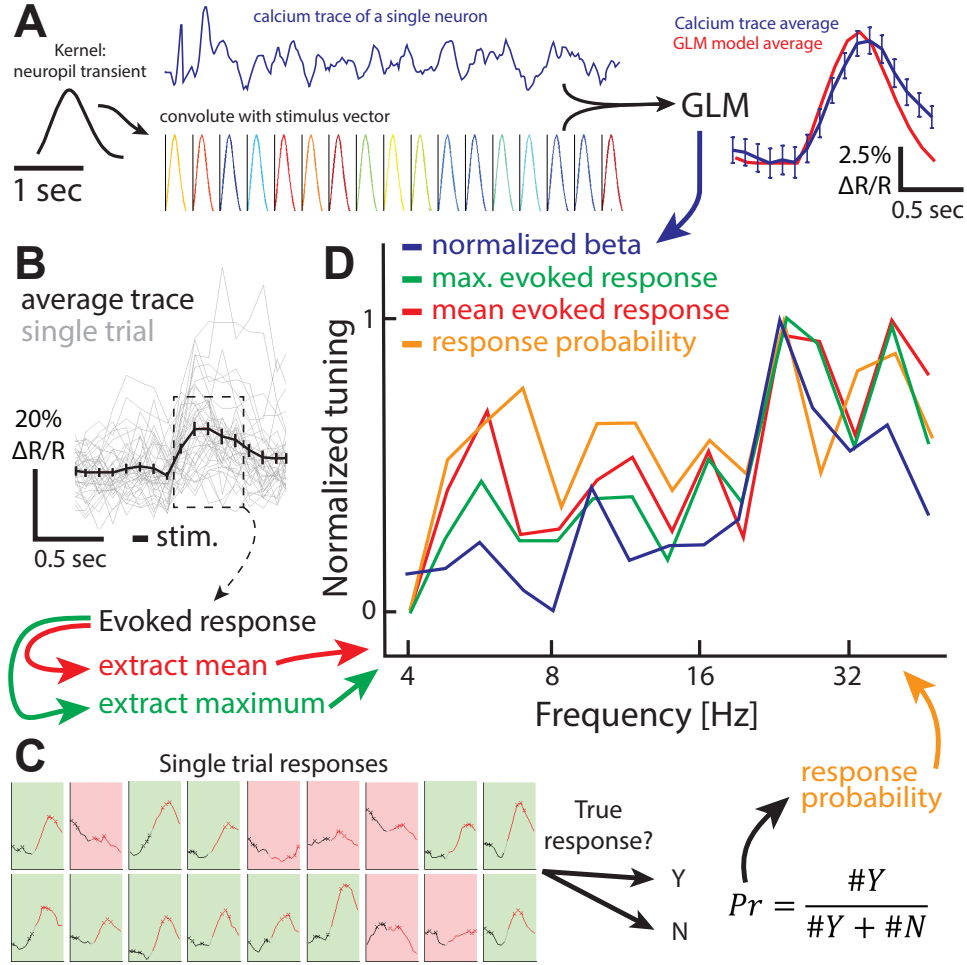 A
calcium trace of a single neuron
Kernel:
neuropil transient
convolute with stimulus vector
1 sec
GLM
Calcium trace average
GLM model average
2.5%
ΔR/R
0.5 sec
B
average trace
single trial
20%
ΔR/R
0.5 sec
stim.
Evoked response
extract mean
extract maximum
D
normalized beta
max. evoked response
mean evoked response
response probability
Normalized tuning
1
0
4
8
16
32
Frequency [Hz]
C
Single trial responses
True
response?
Y
N
response
probability
Pr = #Y / #Y + #N